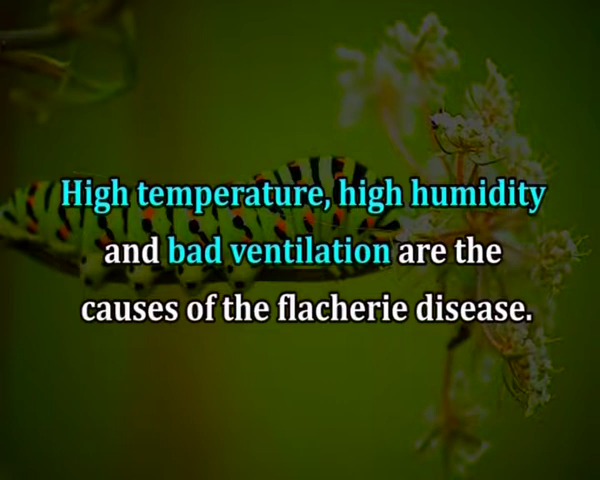 High temperature, high humidity
and bad ventilation are the
causes of the flacherie disease.